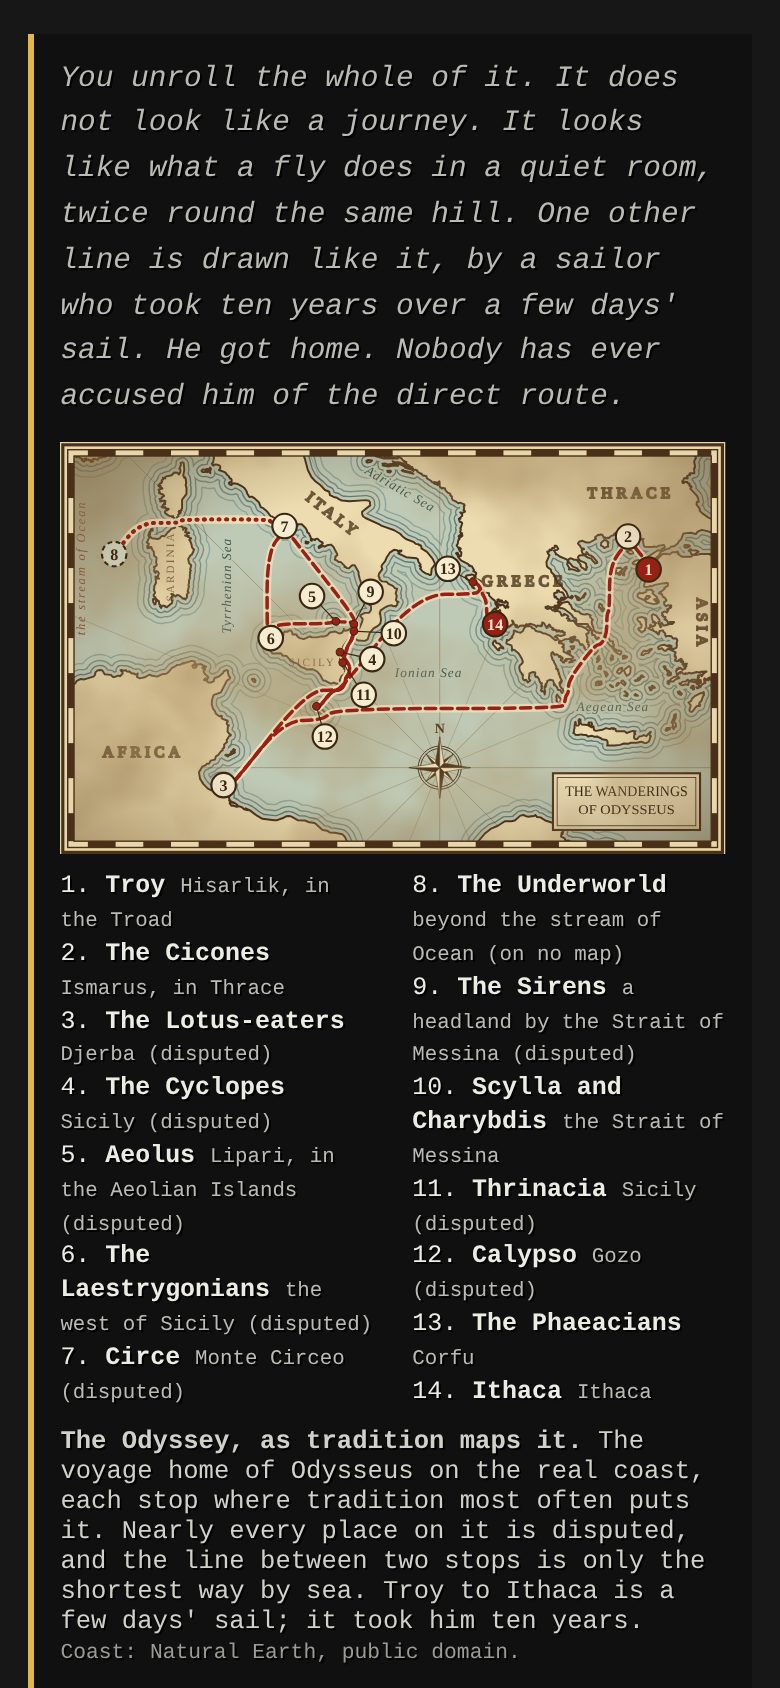 You unroll the whole of it. It does
not look like a journey. It looks
like what a fly does in a quiet room,
twice round the same hill. One other
line is drawn like it, by a sailor
who took ten years over a few days'
sail. He got home. Nobody has ever
accused him of the direct route.
the stream of Ocean
8
SARDINIA
Tyrrhenian Sea
7
ITALY
Adriatic Sea
THRACE
2
1
13
GREECE
14
ASIA
5
9
6
10
SICILY
4
Ionian Sea
11
Aegean Sea
12
AFRICA
N
3
THE WANDERINGS
OF ODYSSEUS
1. Troy Hisarlik, in
the Troad
2. The Cicones
Ismarus, in Thrace
3. The Lotus-eaters
Djerba (disputed)
4. The Cyclopes
Sicily (disputed)
5. Aeolus Lipari, in
the Aeolian Islands
(disputed)
6. The
Laestrygonians the
west of Sicily (disputed)
7. Circe Monte Circeo
(disputed)
8. The Underworld
beyond the stream of
Ocean (on no map)
9. The Sirens a
headland by the Strait of
Messina (disputed)
10. Scylla and
Charybdis the Strait of
Messina
11. Thrinacia Sicily
(disputed)
12. Calypso Gozo
(disputed)
13. The Phaeacians
Corfu
14. Ithaca Ithaca
The Odyssey, as tradition maps it. The
voyage home of Odysseus on the real coast,
each stop where tradition most often puts
it. Nearly every place on it is disputed,
and the line between two stops is only the
shortest way by sea. Troy to Ithaca is a
few days' sail; it took him ten years.
Coast: Natural Earth, public domain.